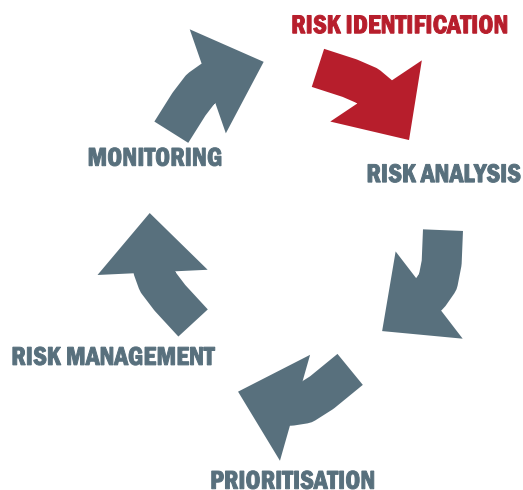 RISK IDENTIFICATION
RISK ANALYSIS
PRIORITISATION
RISK MANAGEMENT
MONITORING